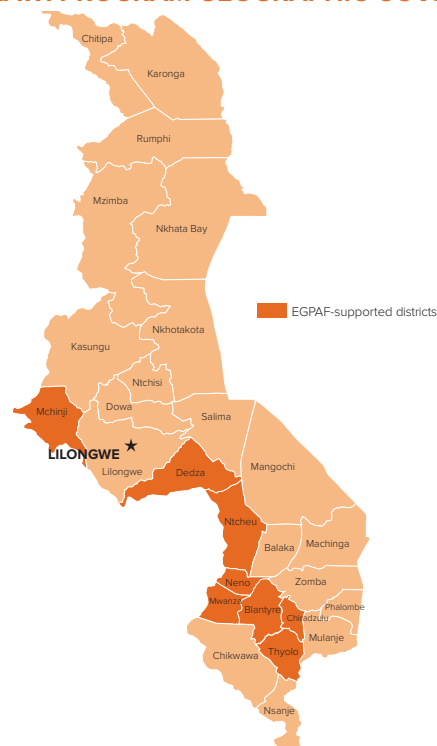 Chitipa
Karonga
Rumphi
Mzimba
Nkhata Bay
EGPAF-supported districts
Nkhotakota
Kasungu
Ntchisi
Dowa
Mchinji
Salima
LILONGWE
Lilongwe
Dedza
Mangochi
Ntcheu
Balaka
Machinga
Neno
Zomba
Mwanza
Blantyre
Chiradzulu
Phalombe
Mulanje
Thyolo
Chikwawa
Nsanje